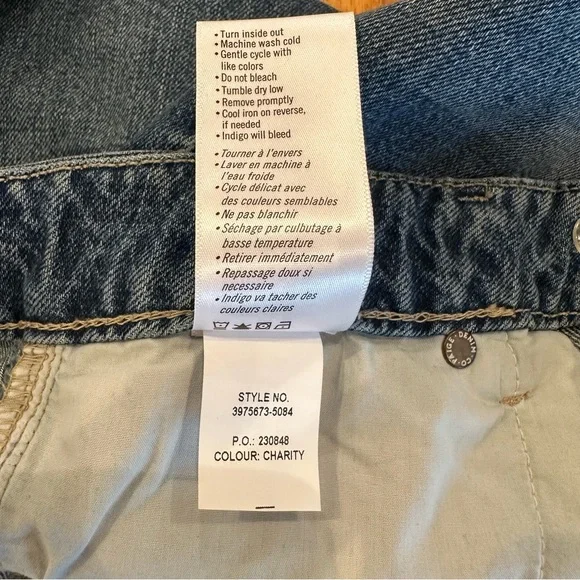 • Turn inside out
• Machine wash cold
• Gentle cycle with
like colors
• Do not bleach
• Tumble dry low
• Remove promptly
• Cool iron on reverse,
if needed
• Indigo will bleed
• Tourner à l'envers
• Laver en machine à
l'eau froide
• Cycle délicat avec
des couleurs semblables
• Ne pas blanchir
• Séchage par culbutage à
basse temperature
• Retirer immédiatement
• Repassage doux si
necessaire
• Indigo va tacher des
couleurs claires
PAIGE · DENIM CO ·
STYLE NO.
3975673-5084
P.O.: 230848
COLOUR: CHARITY